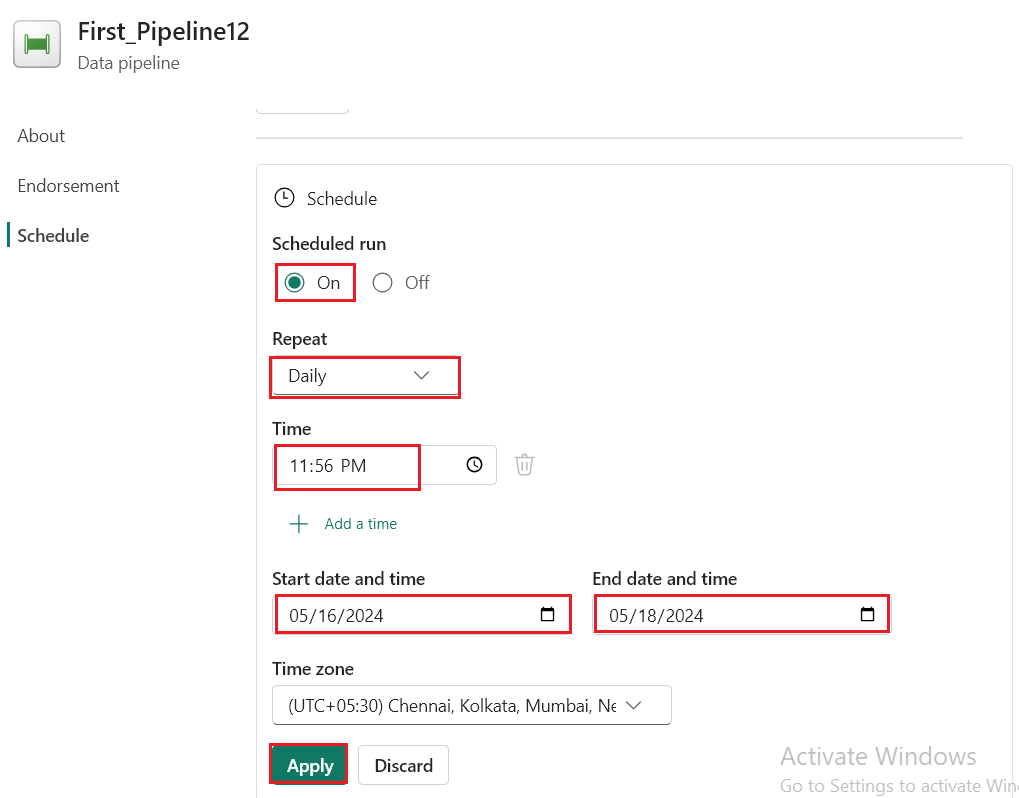 First_Pipeline12
Data pipeline
About
Endorsement
Schedule
Schedule
Scheduled run
On Off
Repeat
Daily
Time
11:56 PM
Add a time
Start date and time End date and time
05/16/2024 05/18/2024
Time zone
(UTC+05:30) Chennai, Kolkata, Mumbai, Ne
Apply Discard
Activate Windows
Go to Settings to activate Win